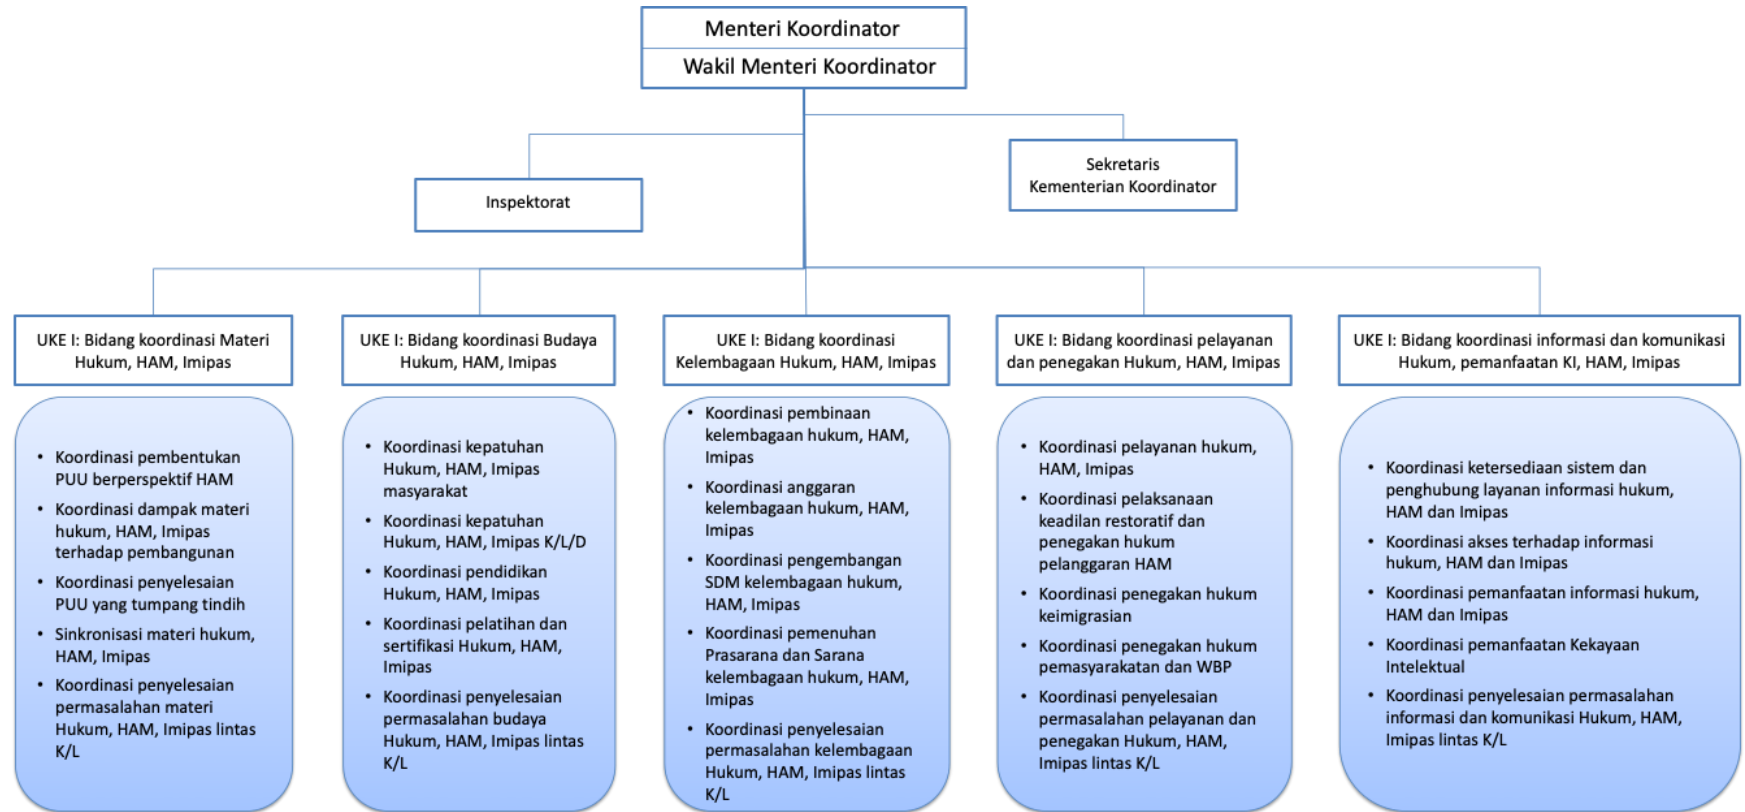 Menteri Koordinator
Wakil Menteri Koordinator
Inspektorat
Sekretaris
Kementerian Koordinator
UKE I: Bidang koordinasi Materi
Hukum, HAM, Imipas
• Koordinasi pembentukan
PUU berperspektif HAM
• Koordinasi dampak materi
hukum, HAM, Imipas
terhadap pembangunan
• Koordinasi penyelesaian
PUU yang tumpang tindih
• Sinkronisasi materi hukum,
HAM, Imipas
• Koordinasi penyelesaian
permasalahan materi
Hukum, HAM, Imipas lintas
K/L
UKE I: Bidang koordinasi Budaya
Hukum, HAM, Imipas
• Koordinasi kepatuhan
Hukum, HAM, Imipas
masyarakat
• Koordinasi kepatuhan
Hukum, HAM, Imipas K/L/D
• Koordinasi pendidikan
Hukum, HAM, Imipas
• Koordinasi pelatihan dan
sertifikasi Hukum, HAM,
Imipas
• Koordinasi penyelesaian
permasalahan budaya
Hukum, HAM, Imipas lintas
K/L
UKE I: Bidang koordinasi
Kelembagaan Hukum, HAM, Imipas
• Koordinasi pembinaan
kelembagaan hukum, HAM,
Imipas
• Koordinasi anggaran
kelembagaan hukum, HAM,
Imipas
• Koordinasi pengembangan
SDM kelembagaan hukum,
HAM, Imipas
• Koordinasi pemenuhan
Prasarana dan Sarana
kelembagaan hukum, HAM,
Imipas
• Koordinasi penyelesaian
permasalahan kelembagaan
Hukum, HAM, Imipas lintas
K/L
UKE I: Bidang koordinasi pelayanan
dan penegakan Hukum, HAM, Imipas
• Koordinasi pelayanan hukum,
HAM, Imipas
• Koordinasi pelaksanaan
keadilan restoratif dan
penegakan hukum
pelanggaran HAM
• Koordinasi penegakan hukum
keimigrasian
• Koordinasi penegakan hukum
pemasyarakatan dan WBP
• Koordinasi penyelesaian
permasalahan pelayanan dan
penegakan Hukum, HAM,
Imipas lintas K/L
UKE I: Bidang koordinasi informasi dan komunikasi
Hukum, pemanfaatan KI, HAM, Imipas
• Koordinasi ketersediaan sistem dan
penghubung layanan informasi hukum,
HAM dan Imipas
• Koordinasi akses terhadap informasi
hukum, HAM dan Imipas
• Koordinasi pemanfaatan informasi hukum,
HAM dan Imipas
• Koordinasi pemanfaatan Kekayaan
Intelektual
• Koordinasi penyelesaian permasalahan
informasi dan komunikasi Hukum, HAM,
Imipas lintas K/L